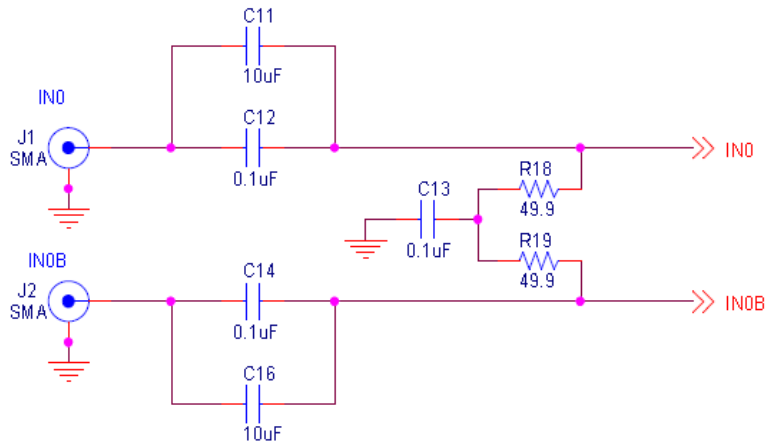 C11
10uF
IN0
J1
SMA
C12
0.1uF
IN0
R18
49.9
C13
0.1uF
R19
49.9
IN0B
J2
SMA
C14
0.1uF
IN0B
C16
10uF